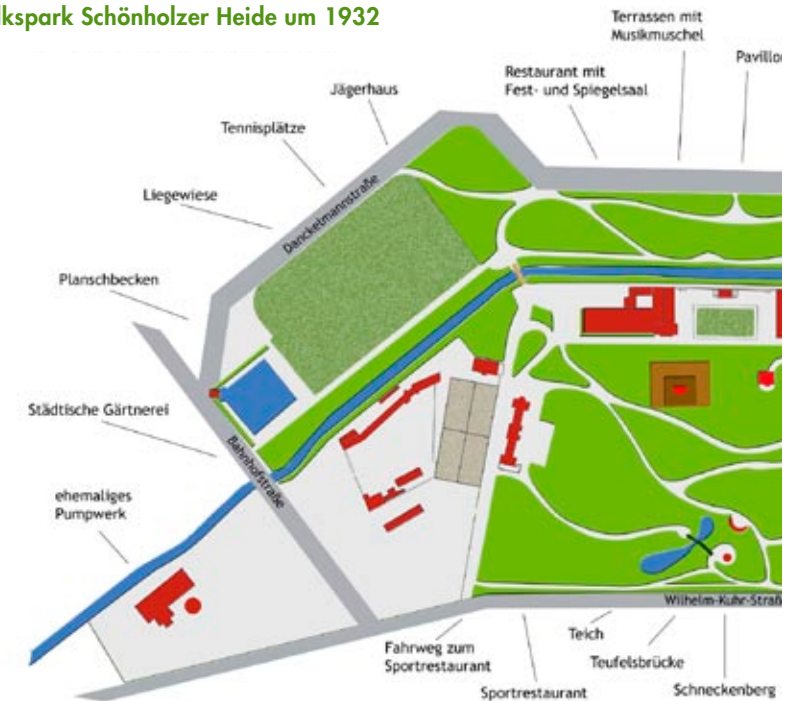 lkspark Schönholzer Heide um 1932
Terrassen mit
Musikmuschel
Pavillo
Restaurant mit
Fest- und Spiegelsaal
Jägerhaus
Tennisplätze
Liegewiese
Danckelmannstraße
Planschbecken
Städtische Gärtnerei
Bahnhofstraße
ehemaliges
Pumpwerk
Wilhelm-Kuhr-Straß
Fahrweg zum
Sportrestaurant
Teich
Teufelsbrücke
Sportrestaurant
Schneckenberg